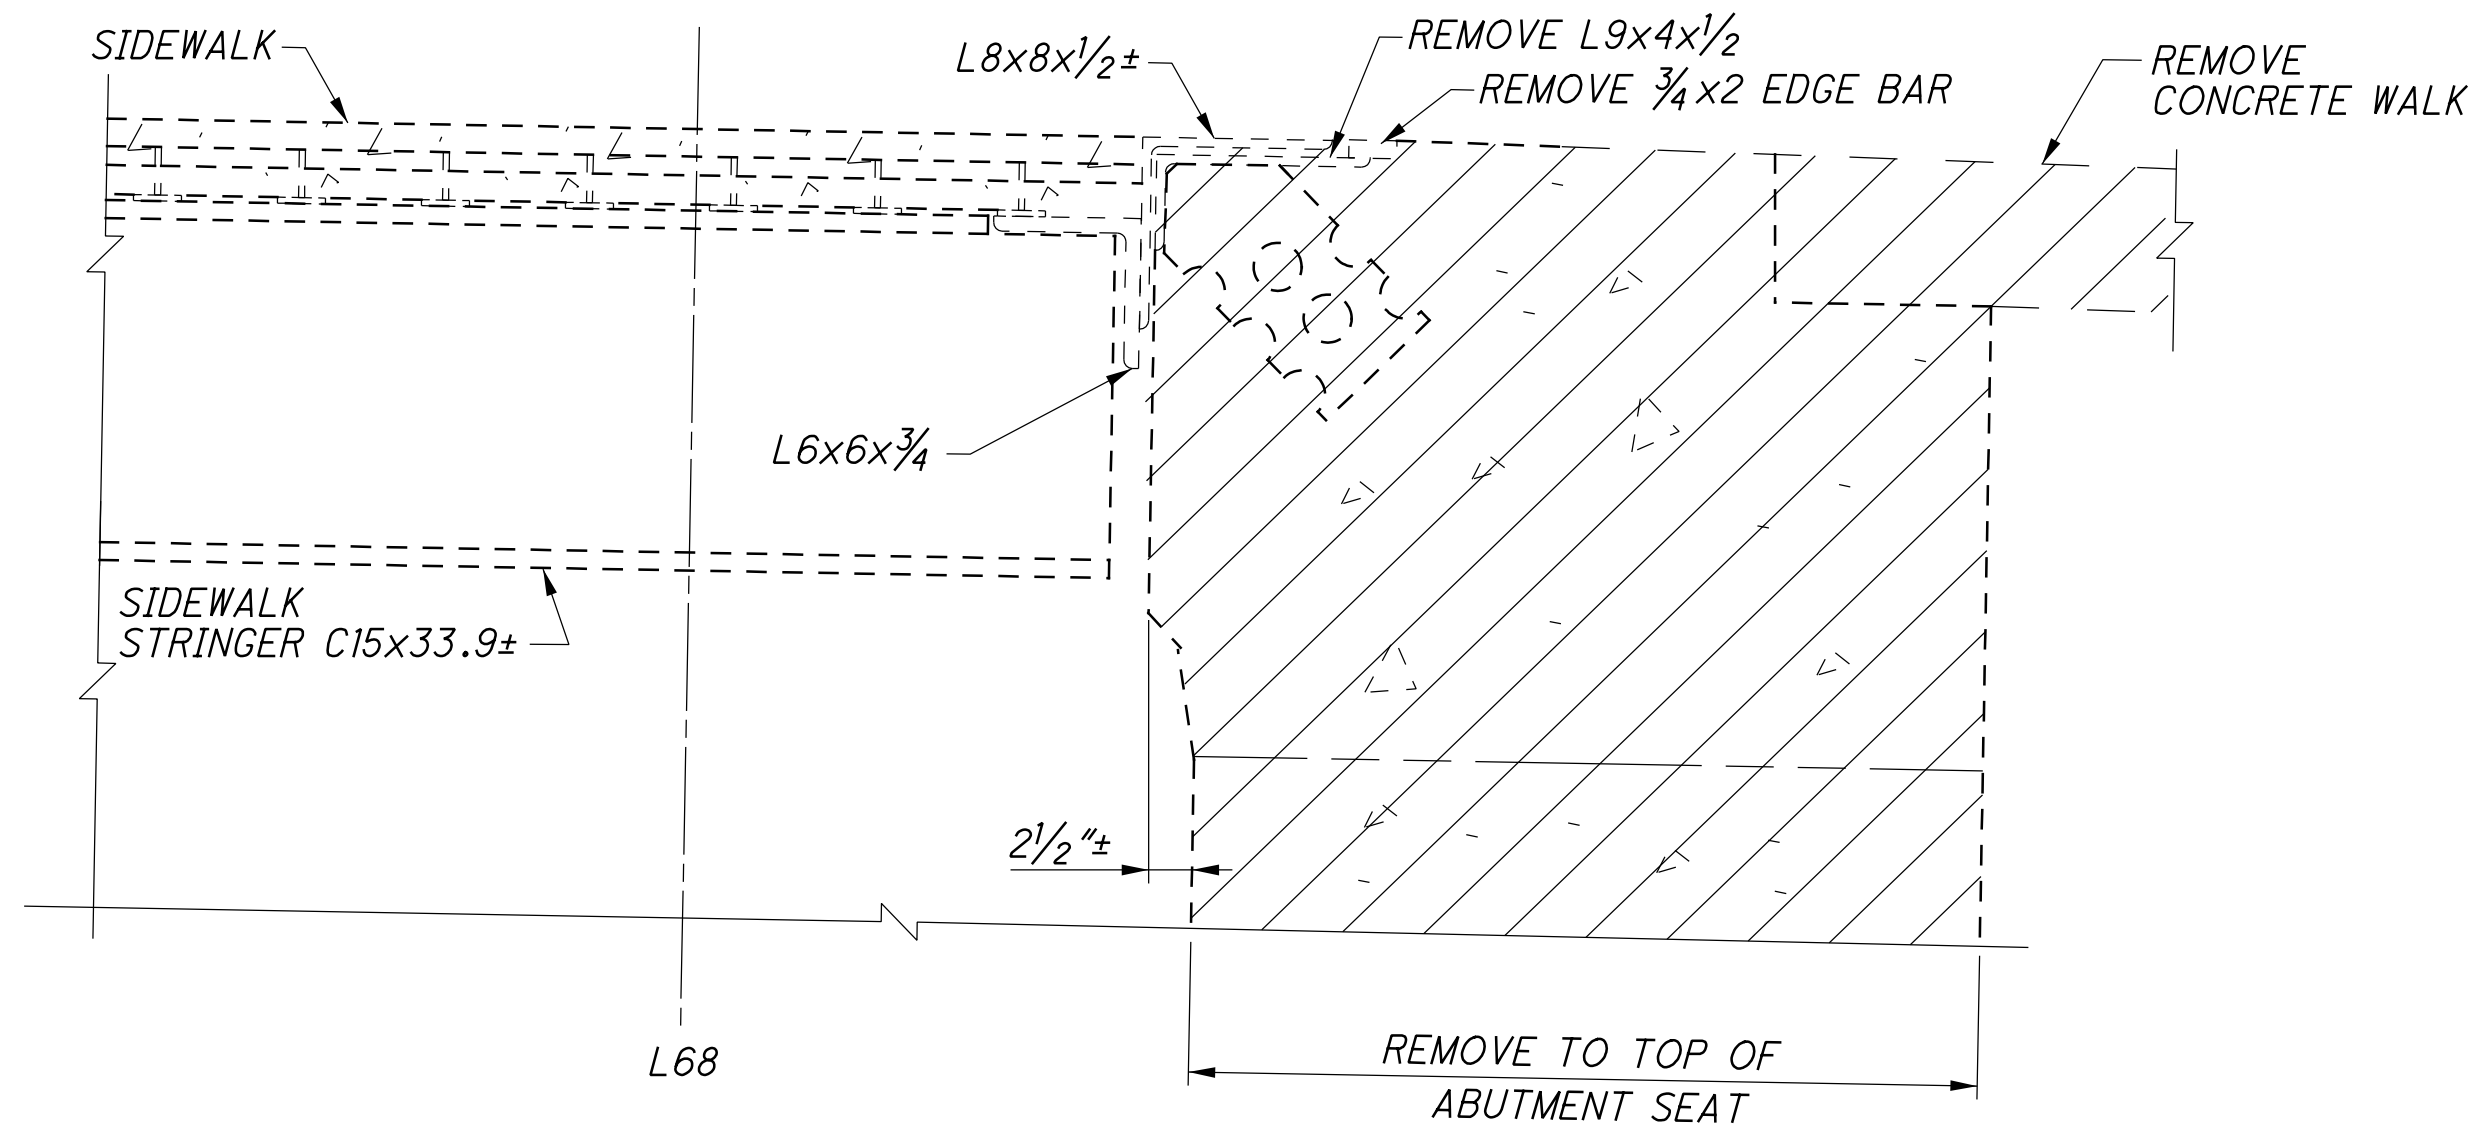 SIDEWALK
L8x8x1/2±
REMOVE L9x4x1/2
REMOVE 3/4x2 EDGE BAR
REMOVE
CONCRETE WALK
L6x6x3/4
SIDEWALK
STRINGER C15x33.9±
2 1/2"±
L68
REMOVE TO TOP OF
ABUTMENT SEAT